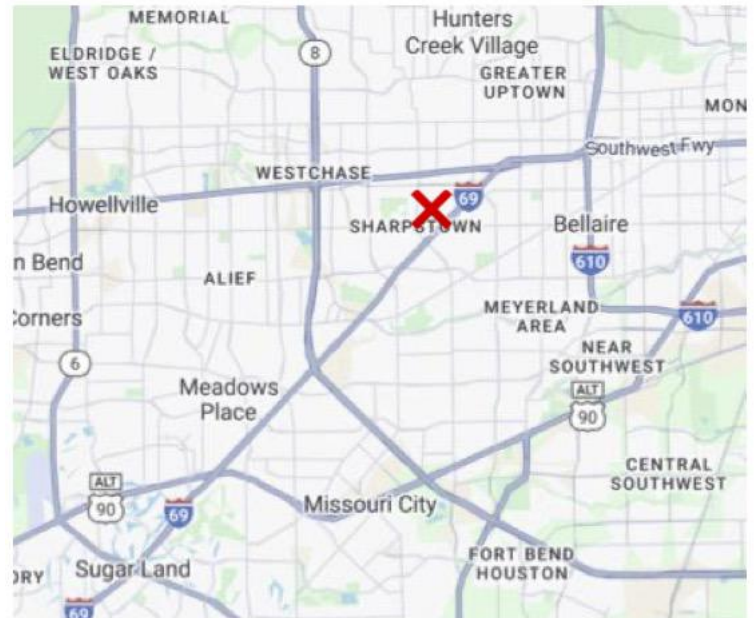 MEMORIAL
Hunters
Creek Village
ELDRIDGE /
WEST OAKS
8
GREATER
UPTOWN
MON
Southwest Fwy
WESTCHASE
69
Howellville
SHARPSTOWN
Bellaire
n Bend
610
ALIEF
MEYERLAND
AREA
Corners
610
NEAR
SOUTHWEST
6
Meadows
Place
ALT
90
CENTRAL
SOUTHWEST
ALT
90
69
Missouri City
FORT BEND
HOUSTON
ORY
Sugar Land
69